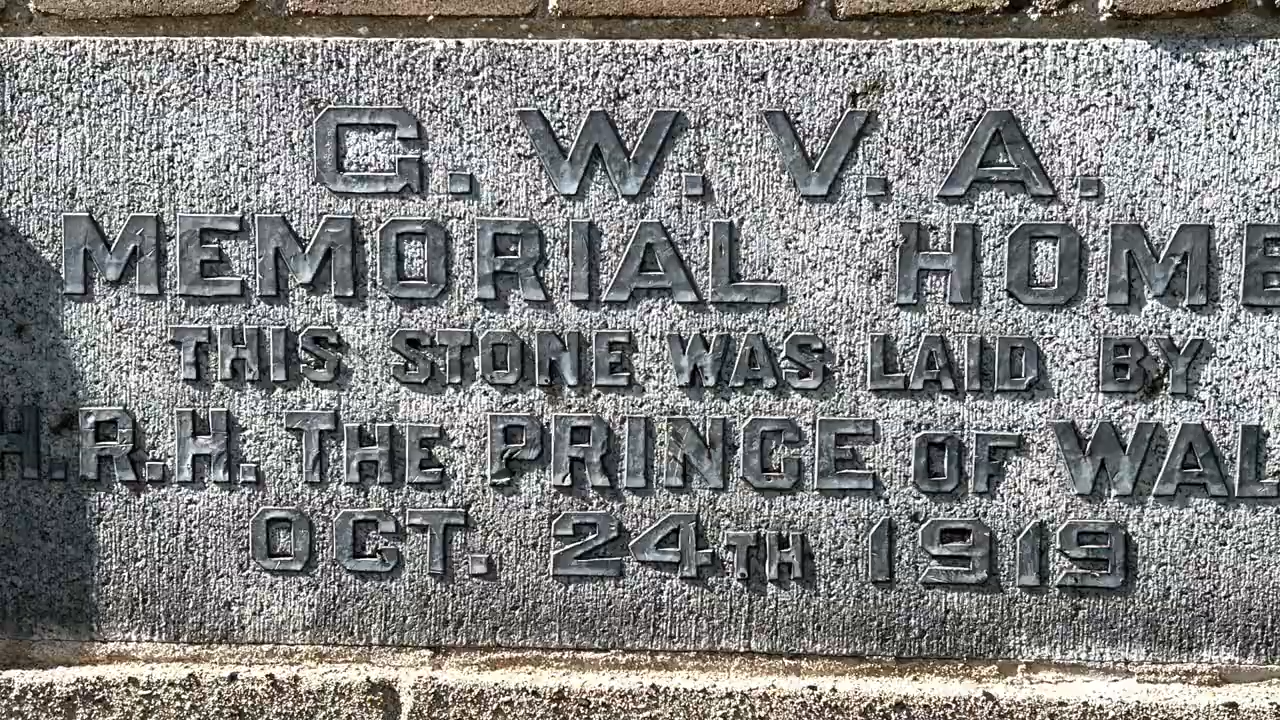 G. W. V. A.
MEMORIAL HOME
THIS STONE WAS LAID BY
H.R.H. THE PRINCE OF WAL
OCT. 24TH 1919